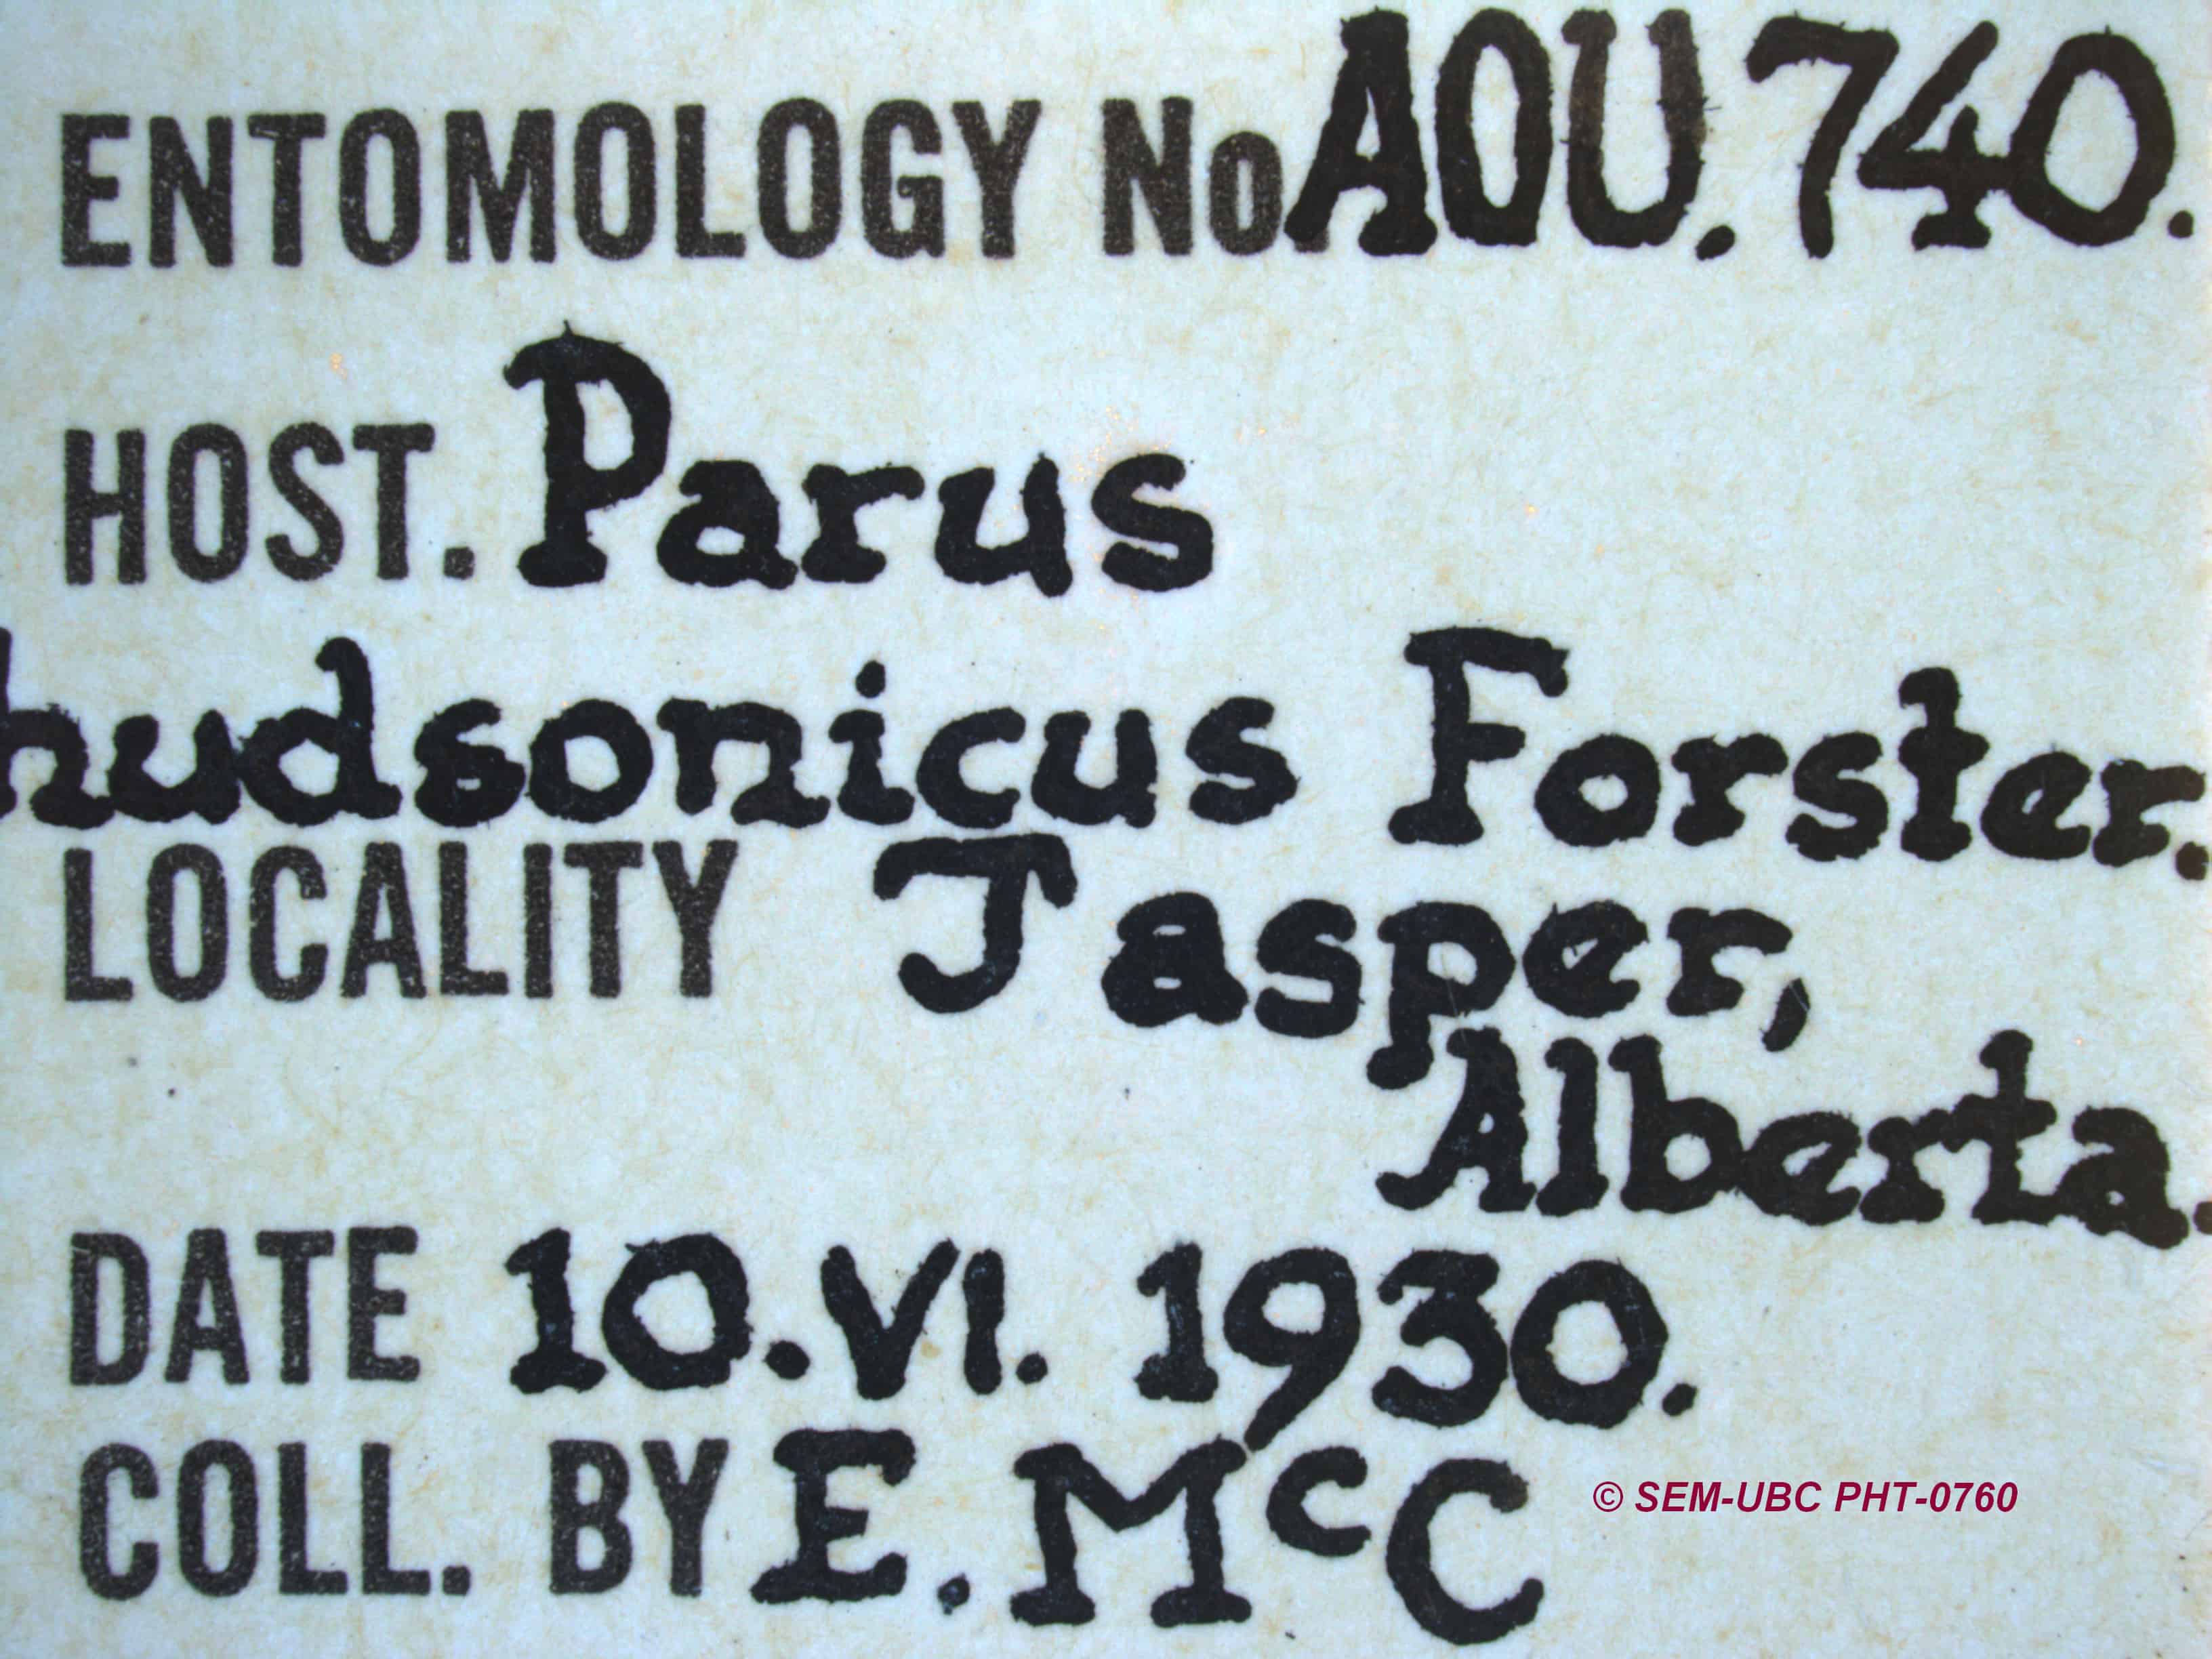 ENTOMOLOGY No AOU. 740.
HOST. Parus
hudsonicus Forster.
LOCALITY Jasper,
Alberta.
DATE 10.VI. 1930.
COLL. BY E. McC
© SEM-UBC PHT-0760